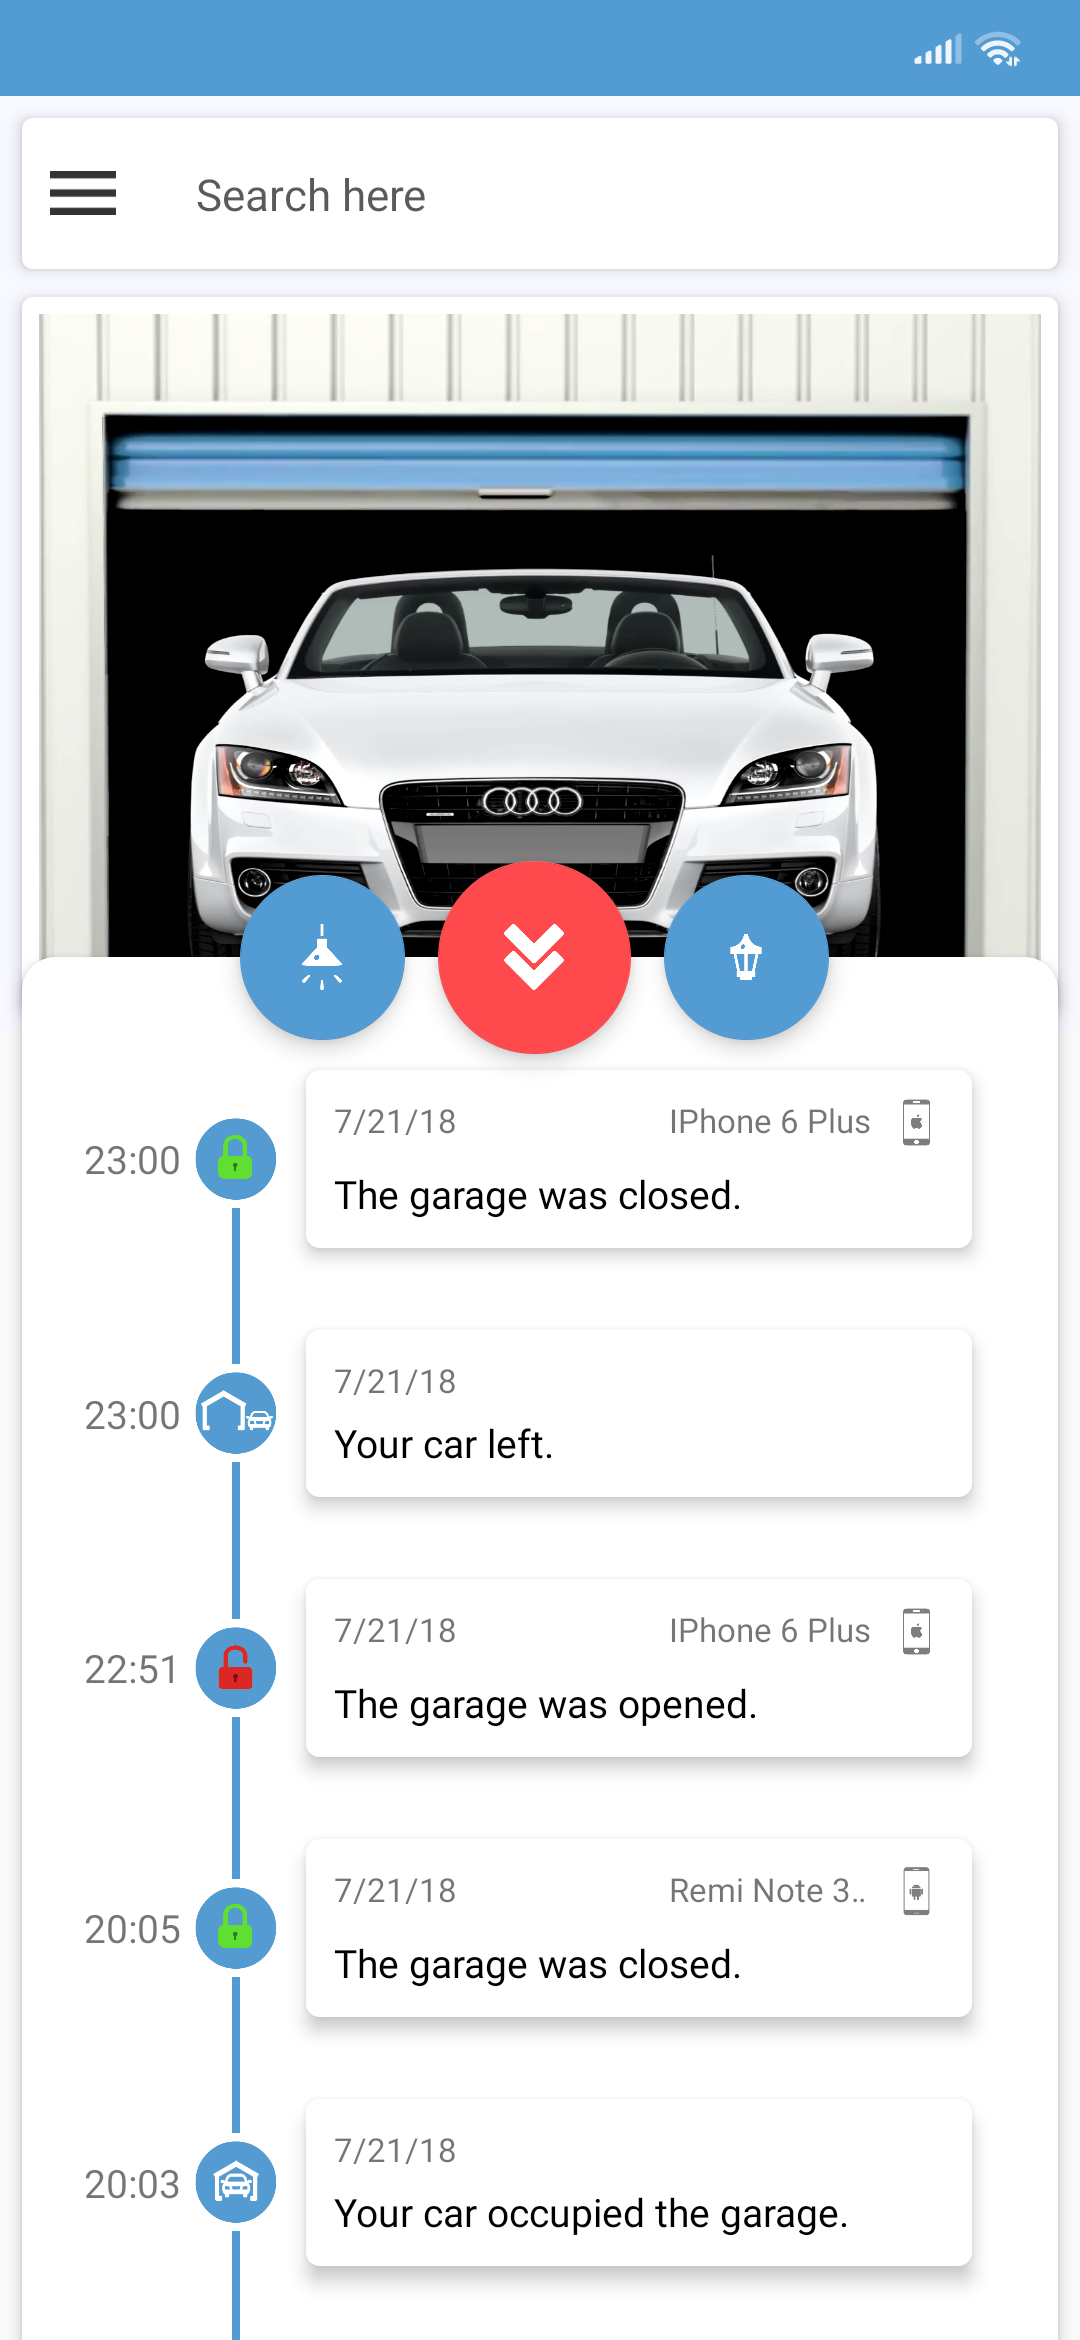 Search here
7/21/18 IPhone 6 Plus
23:00
The garage was closed.
7/21/18
23:00
Your car left.
7/21/18 IPhone 6 Plus
22:51
The garage was opened.
7/21/18 Remi Note 3..
20:05
The garage was closed.
7/21/18
20:03
Your car occupied the garage.